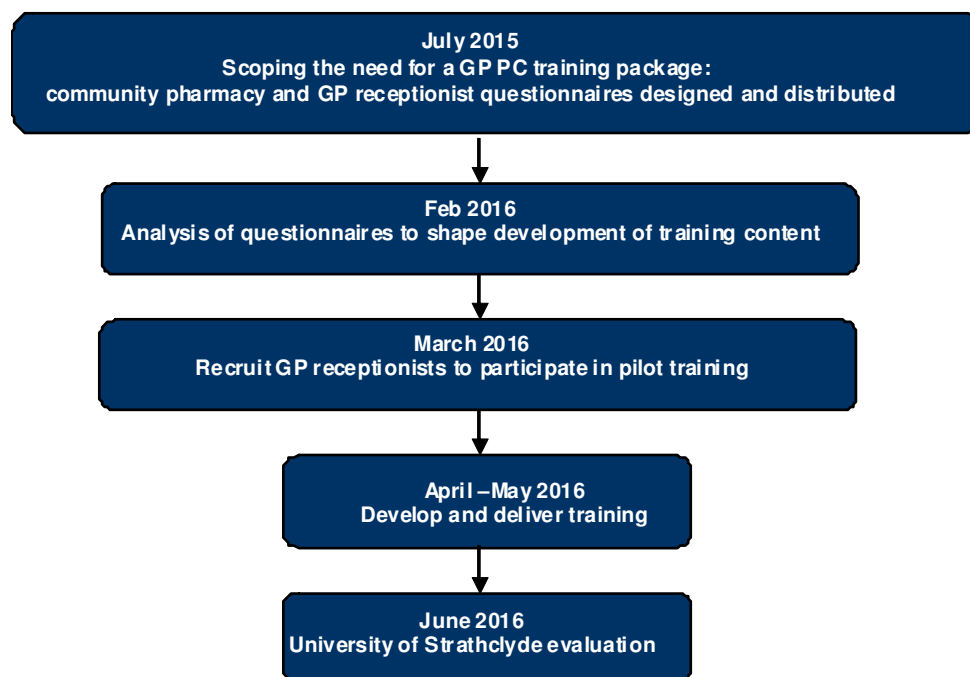 July 2015
Scoping the need for a GP PC training package:
community pharmacy and GP receptionist questionnaires designed and distributed
Feb 2016
Analysis of questionnaires to shape development of training content
March 2016
Recruit GP receptionists to participate in pilot training
April –May 2016
Develop and deliver training
June 2016
University of Strathclyde evaluation